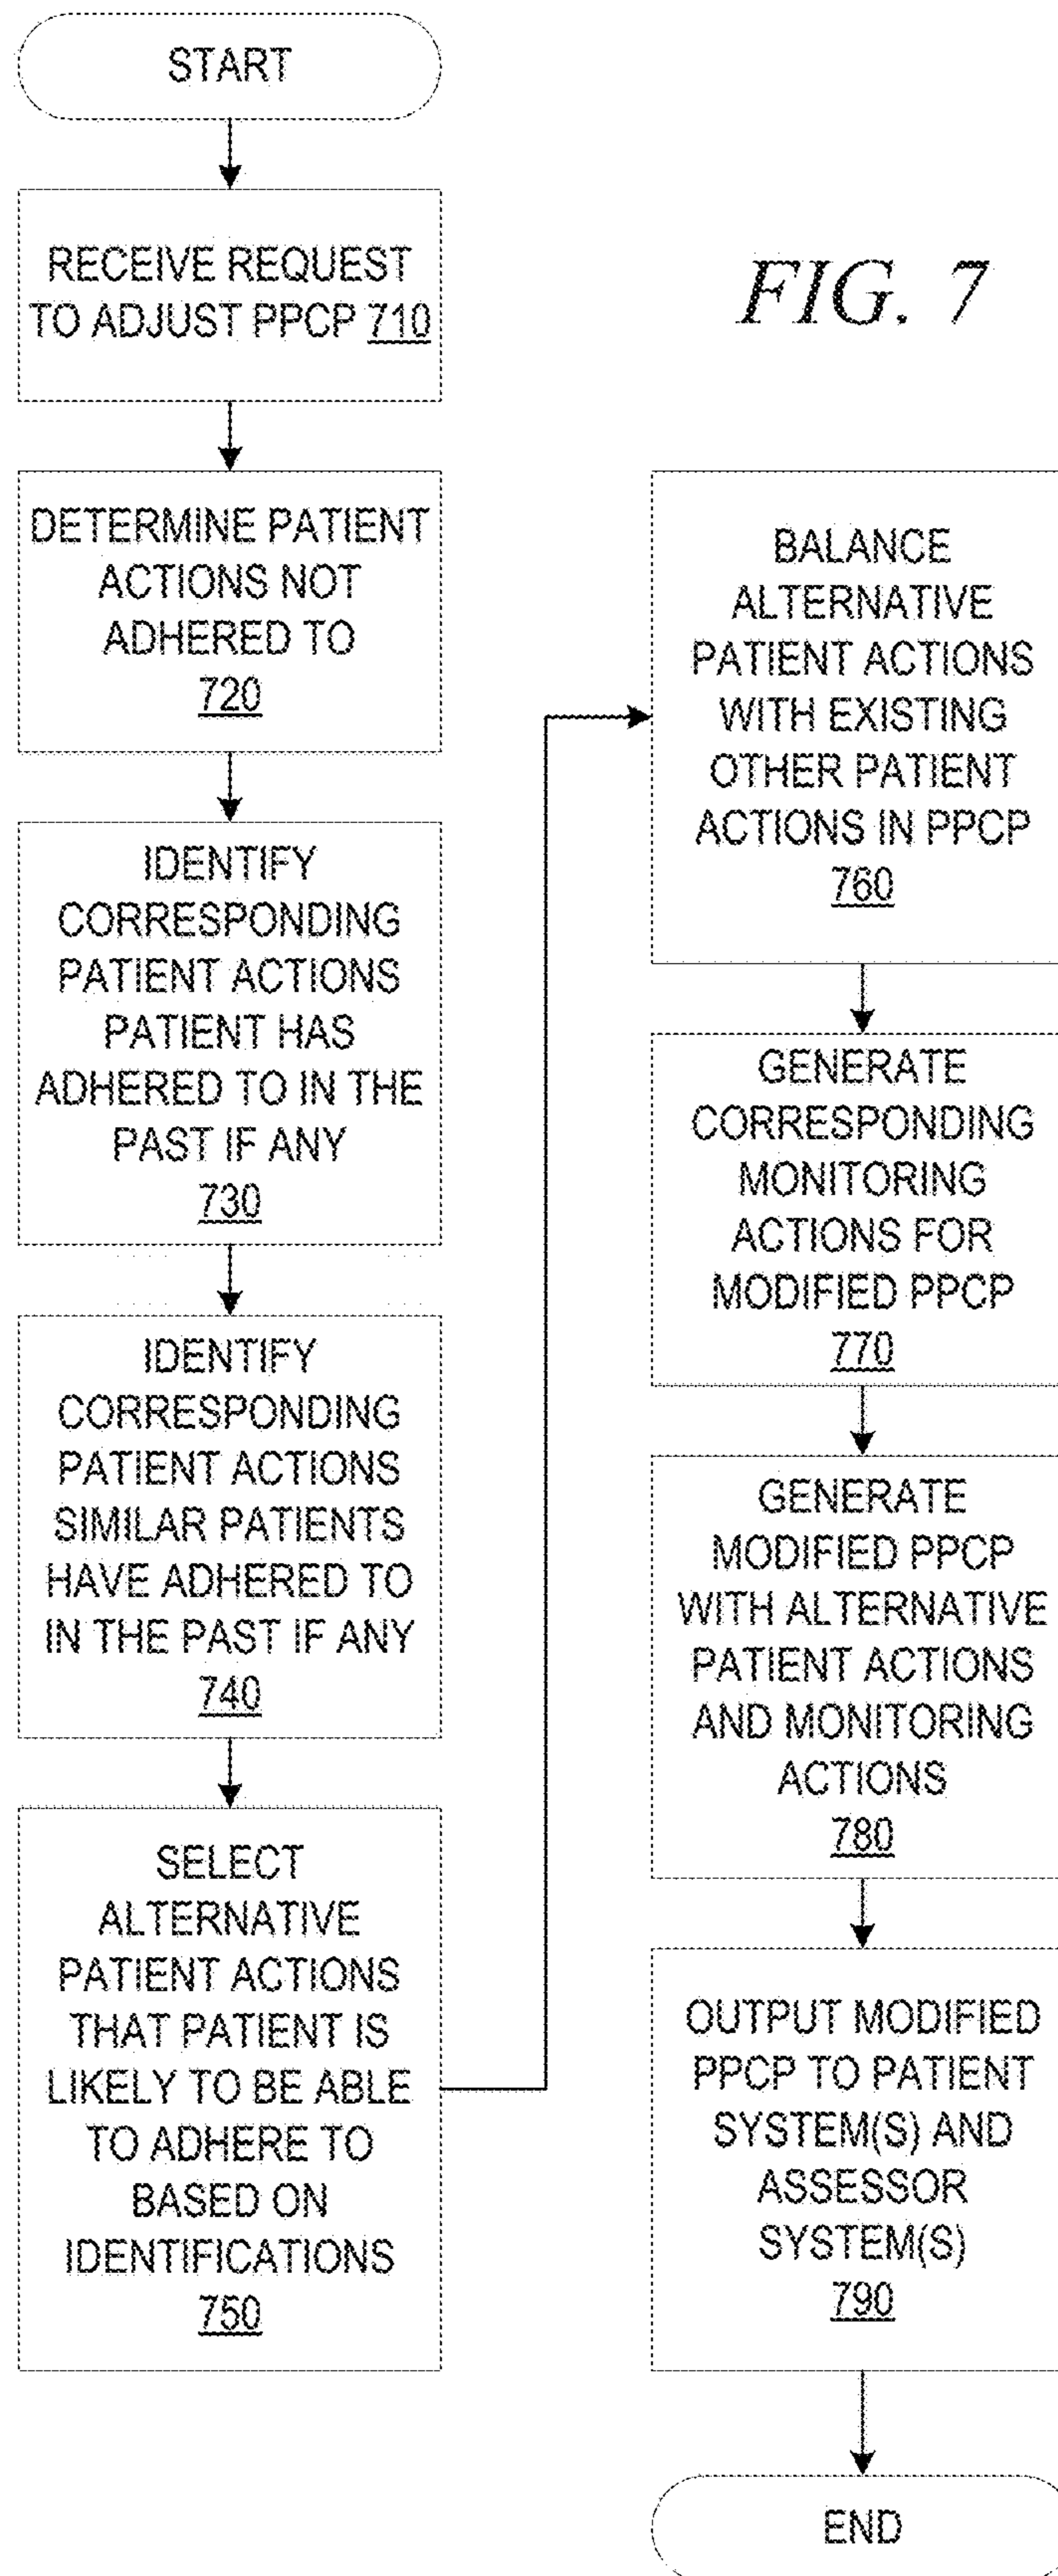 START
RECEIVE REQUEST
TO ADJUST PPCP 710
DETERMINE PATIENT
ACTIONS NOT
ADHERED TO
720
IDENTIFY
CORRESPONDING
PATIENT ACTIONS
PATIENT HAS
ADHERED TO IN THE
PAST IF ANY
730
IDENTIFY
CORRESPONDING
PATIENT ACTIONS
SIMILAR PATIENTS
HAVE ADHERED TO
IN THE PAST IF ANY
740
SELECT
ALTERNATIVE
PATIENT ACTIONS
THAT PATIENT IS
LIKELY TO BE ABLE
TO ADHERE TO
BASED ON
IDENTIFICATIONS
750
FIG. 7
BALANCE
ALTERNATIVE
PATIENT ACTIONS
WITH EXISTING
OTHER PATIENT
ACTIONS IN PPCP
760
GENERATE
CORRESPONDING
MONITORING
ACTIONS FOR
MODIFIED PPCP
770
GENERATE
MODIFIED PPCP
WITH ALTERNATIVE
PATIENT ACTIONS
AND MONITORING
ACTIONS
780
OUTPUT MODIFIED
PPCP TO PATIENT
SYSTEM(S) AND
ASSESSOR
SYSTEM(S)
790
END